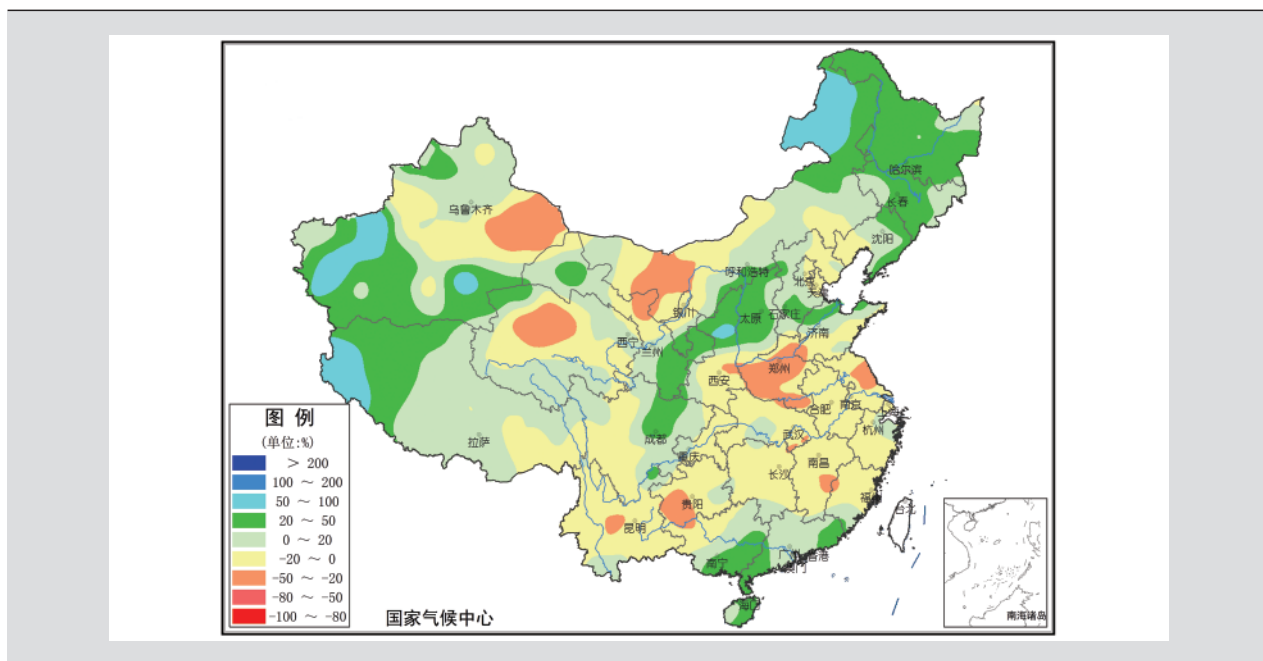 哈尔滨
长春
乌鲁木齐
沈阳
呼和浩特
北京
天津
银川
太原
石家庄
济南
西宁
兰州
郑州
西安
合肥
南京
上海
成都
武汉
杭州
拉萨
重庆
长沙
南昌
贵阳
福州
昆明
台北
南宁
广州
香港
澳门
海口
图 例
(单位:%)
> 200
100 ~ 200
50 ~ 100
20 ~ 50
0 ~ 20
-20 ~ 0
-50 ~ -20
-80 ~ -50
-100 ~ -80
国家气候中心
南海诸岛